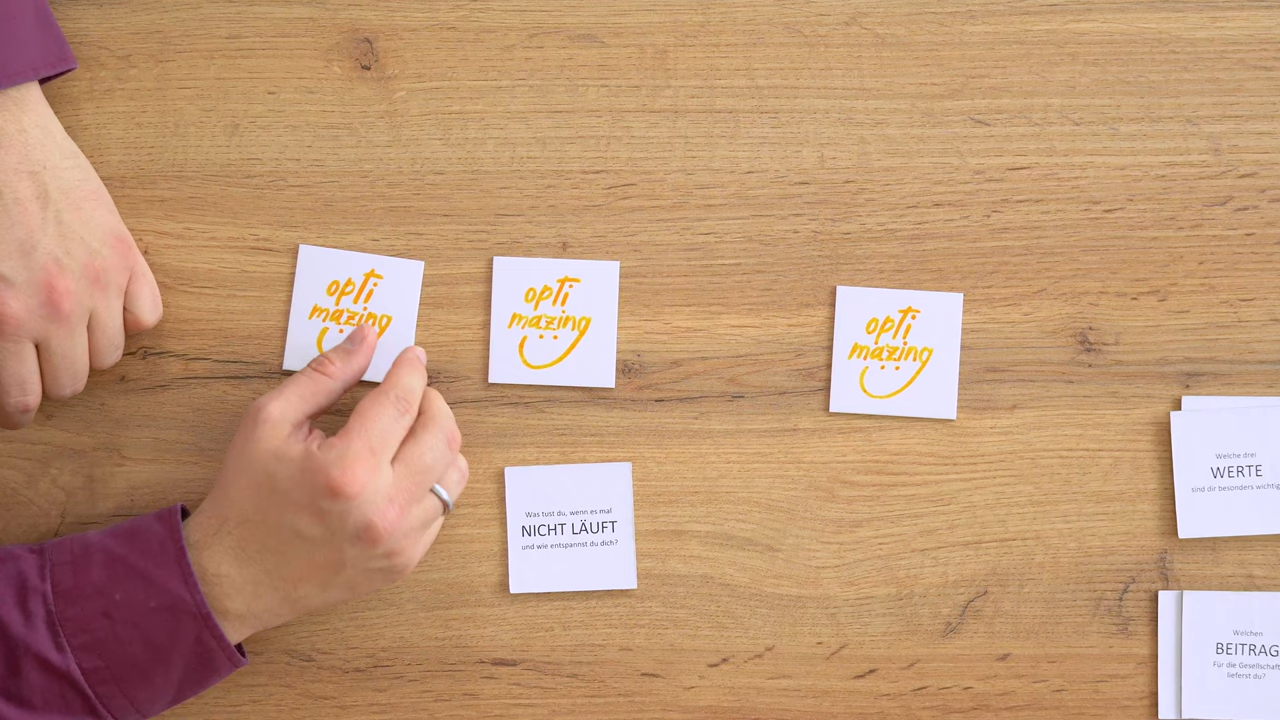 opti
mazing
opti
mazing
opti
mazing
Was tust du, wenn es mal
NICHT LÄUFT
und wie entspannst du dich?
Welche drei
WERTE
sind dir besonders wichtig
Welchen
BEITRAG
Für die Gesellschaft
lieferst du?